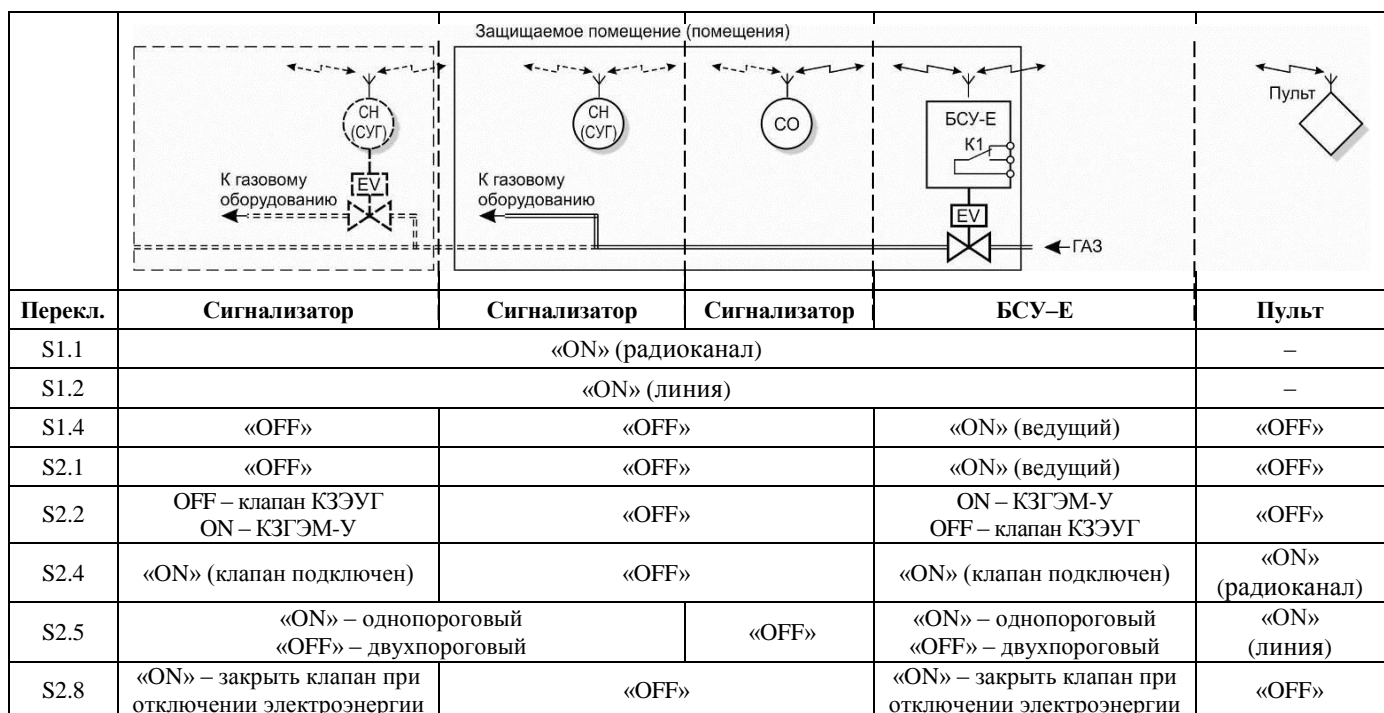 Защищаемое помещение (помещения)
СН
(СУГ)
EV
К газовому
оборудованию
СН
(СУГ)
К газовому
оборудованию
СО
БСУ-Е
К1
EV
ГАЗ
Пульт
Перекл.
Сигнализатор
Сигнализатор
Сигнализатор
БСУ–Е
Пульт
S1.1
«ON» (радиоканал)
–
S1.2
«ON» (линия)
–
S1.4
«OFF»
«OFF»
«ON» (ведущий)
«OFF»
S2.1
«OFF»
«OFF»
«ON» (ведущий)
«OFF»
S2.2
OFF – клапан КЗЭУГ
ON – КЗГЭМ-У
«OFF»
ON – КЗГЭМ-У
OFF – клапан КЗЭУГ
«OFF»
S2.4
«ON» (клапан подключен)
«OFF»
«ON» (клапан подключен)
«ON»
(радиоканал)
S2.5
«ON» – однопороговый
«OFF» – двухпороговый
«OFF»
«ON» – однопороговый
«OFF» – двухпороговый
«ON»
(линия)
S2.8
«ON» – закрыть клапан при
отключении электроэнергии
«OFF»
«ON» – закрыть клапан при
отключении электроэнергии
«OFF»